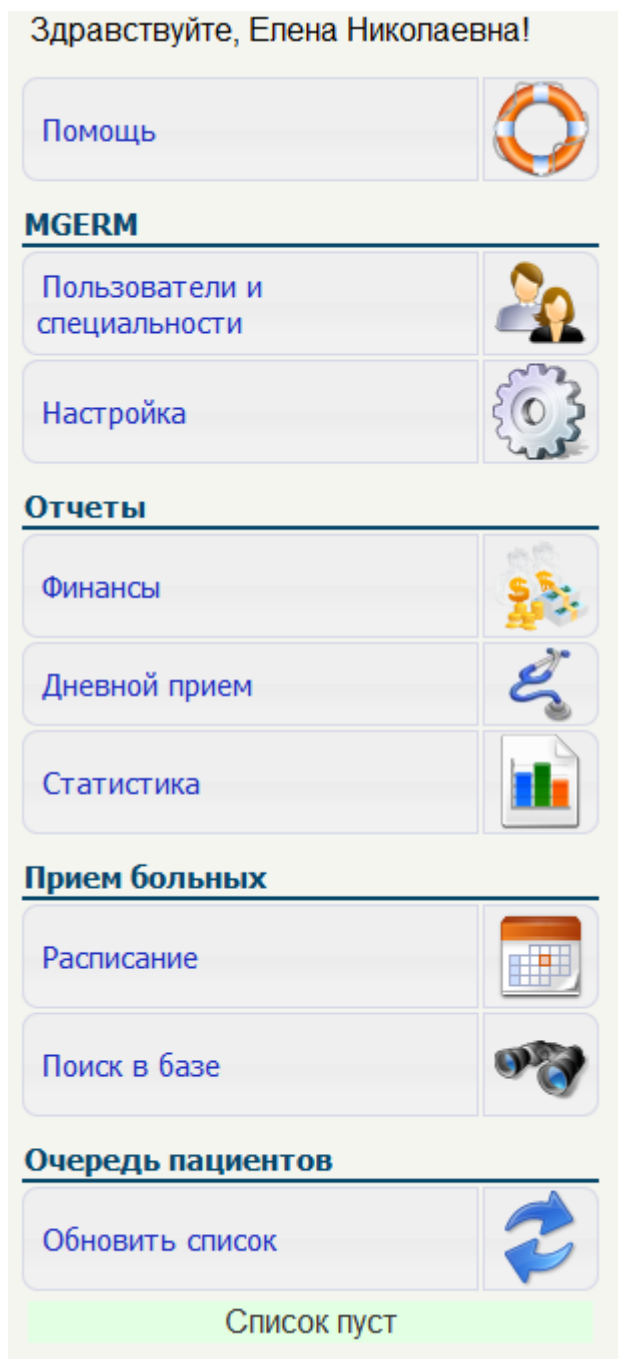 Здравствуйте, Елена Николаевна!
Помощь
MGERM
Пользователи и
специальности
Настройка
Отчеты
Финансы
Дневной прием
Статистика
Прием больных
Расписание
Поиск в базе
Очередь пациентов
Обновить список
Список пуст